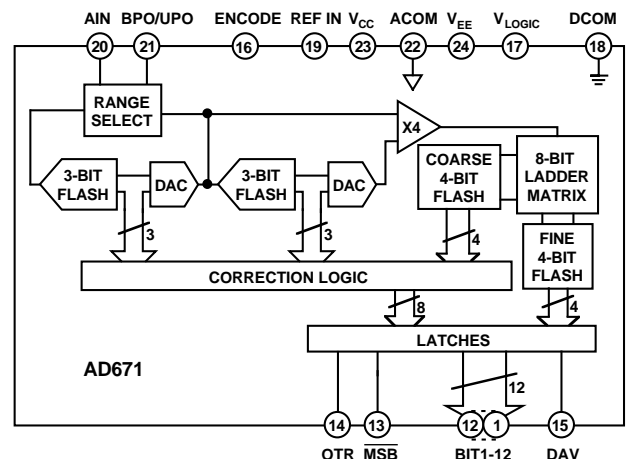 AIN BPO/UPO ENCODE REF IN VCC ACOM VEE VLOGIC DCOM
20 21 16 19 23 22 24 17 18
RANGE
SELECT
X4
3-BIT
FLASH
DAC
3-BIT
FLASH
DAC
COARSE
4-BIT
FLASH
8-BIT
LADDER
MATRIX
3
3
4
FINE
4-BIT
FLASH
CORRECTION LOGIC
8
4
LATCHES
AD671
12
14 13 12 1 15
OTR MSB BIT1-12 DAV